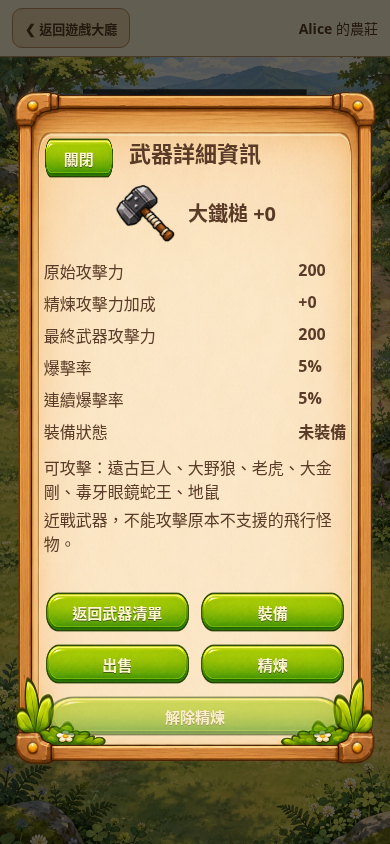 ❮ 返回遊戲大廳
Alice 的農莊
關閉
武器詳細資訊
大鐵槌 +0
原始攻擊力 200
精煉攻擊力加成 +0
最終武器攻擊力 200
爆擊率 5%
連續爆擊率 5%
裝備狀態 未裝備
可攻擊：遠古巨人、大野狼、老虎、大金
剛、毒牙眼鏡蛇王、地鼠
近戰武器，不能攻擊原本不支援的飛行怪
物。
返回武器清單
裝備
出售
精煉
解除精煉